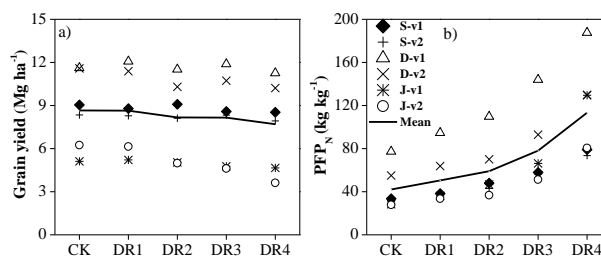 a)
Grain yield (Mg ha⁻¹)
15
12
9
6
3
0
CK DR1 DR2 DR3 DR4
b)
PFP_N (kg kg⁻¹)
200
160
120
80
40
0
S-v1
S-v2
D-v1
D-v2
J-v1
J-v2
Mean
CK DR1 DR2 DR3 DR4